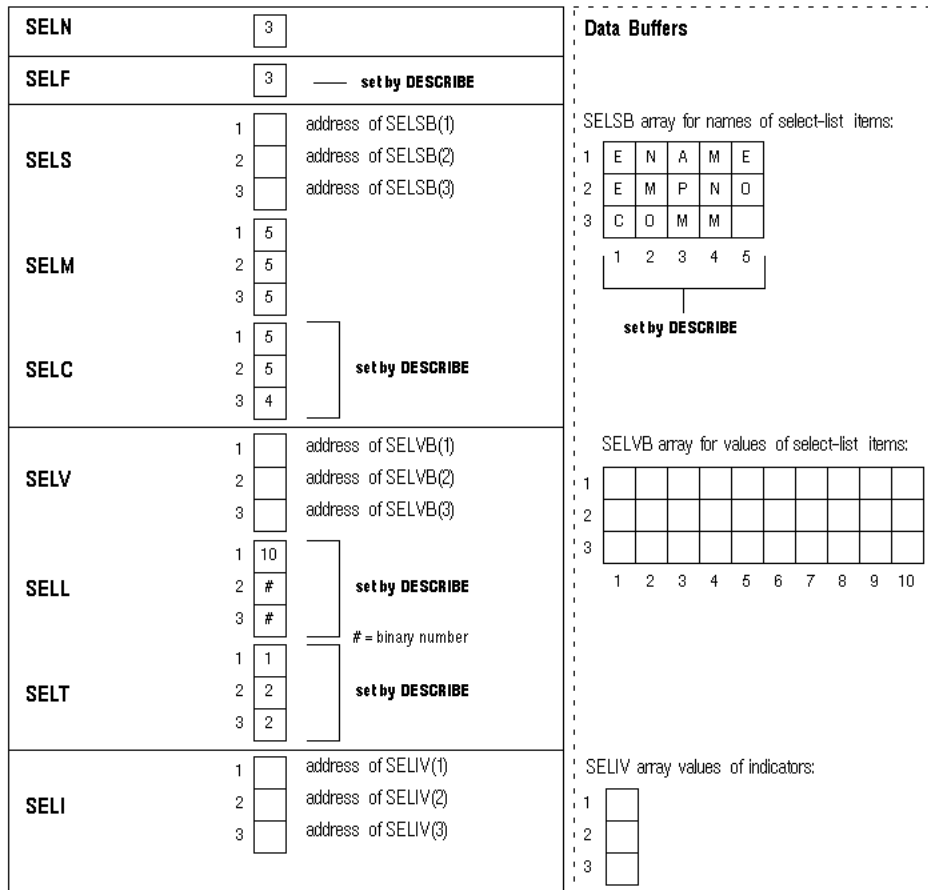 SELN 3
SELF 3 set by DESCRIBE
SELS
1 address of SELSB(1)
2 address of SELSB(2)
3 address of SELSB(3)
SELM
1 5
2 5
3 5
SELC
1 5
2 5 set by DESCRIBE
3 4
SELV
1 address of SELVB(1)
2 address of SELVB(2)
3 address of SELVB(3)
SELL
1 10
2 # set by DESCRIBE
3 #
# = binary number
SELT
1 1
2 2 set by DESCRIBE
3 2
SELI
1 address of SELIV(1)
2 address of SELIV(2)
3 address of SELIV(3)
Data Buffers
SELSB array for names of select-list items:
1 E N A M E
2 E M P N O
3 C O M M
1 2 3 4 5
set by DESCRIBE
SELVB array for values of select-list items:
1
2
3
1 2 3 4 5 6 7 8 9 10
SELIV array values of indicators:
1
2
3